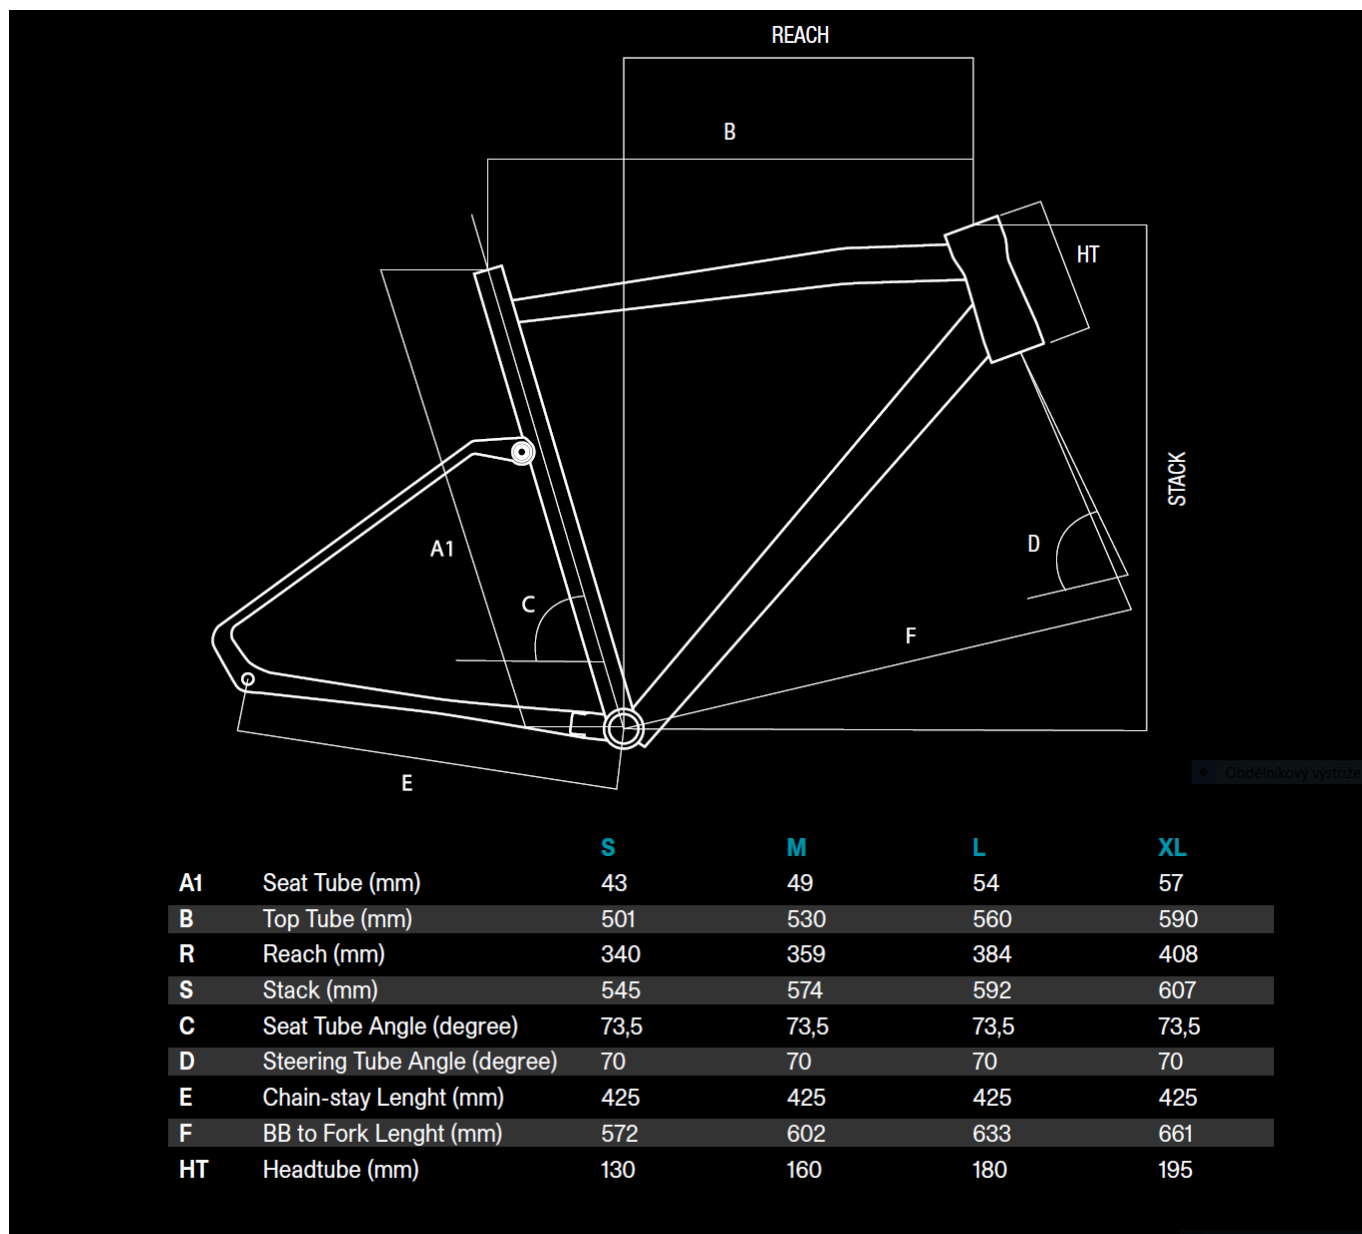 REACH
B
HT
STACK
A1
D
C
F
E
Obdélníkový výstřiže
S M L XL
A1 Seat Tube (mm) 43 49 54 57
B Top Tube (mm) 501 530 560 590
R Reach (mm) 340 359 384 408
S Stack (mm) 545 574 592 607
C Seat Tube Angle (degree) 73,5 73,5 73,5 73,5
D Steering Tube Angle (degree) 70 70 70 70
E Chain-stay Lenght (mm) 425 425 425 425
F BB to Fork Lenght (mm) 572 602 633 661
HT Headtube (mm) 130 160 180 195